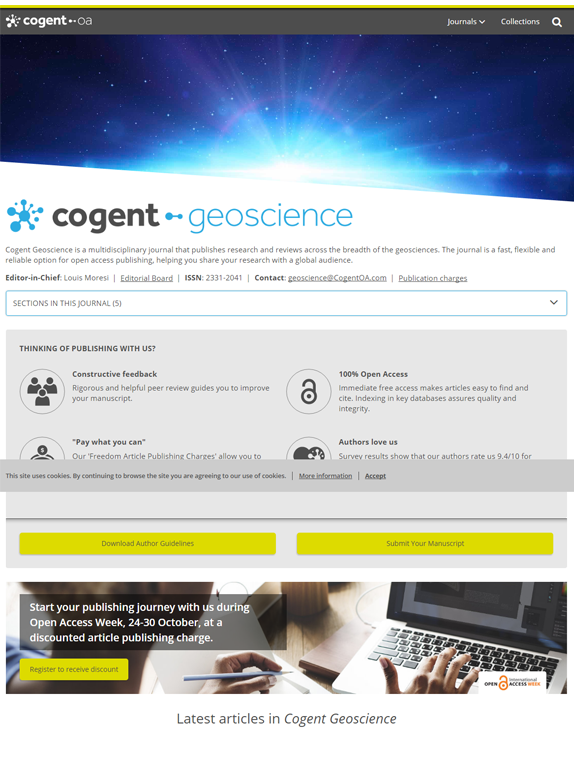 cogent oa
Journals
Collections
cogent geoscience
Cogent Geoscience is a multidisciplinary journal that publishes research and reviews across the breadth of the geosciences. The journal is a fast, flexible and
reliable option for open access publishing, helping you share your research with a global audience.
Editor-in-Chief: Louis Moresi | Editorial Board | ISSN: 2331-2041 | Contact: geoscience@CogentOA.com | Publication charges
SECTIONS IN THIS JOURNAL (5)
THINKING OF PUBLISHING WITH US?
Constructive feedback
Rigorous and helpful peer review guides you to improve
your manuscript.
100% Open Access
Immediate free access makes articles easy to find and
cite. Indexing in key databases assures quality and
integrity.
"Pay what you can"
Our 'Freedom Article Publishing Charges' allow you to
Authors love us
Survey results show that our authors rate us 9.4/10 for
This site uses cookies. By continuing to browse the site you are agreeing to our use of cookies. | More information | Accept
Download Author Guidelines
Submit Your Manuscript
Start your publishing journey with us during
Open Access Week, 24-30 October, at a
discounted article publishing charge.
Register to receive discount
International
OPEN ACCESS WEEK
Latest articles in Cogent Geoscience